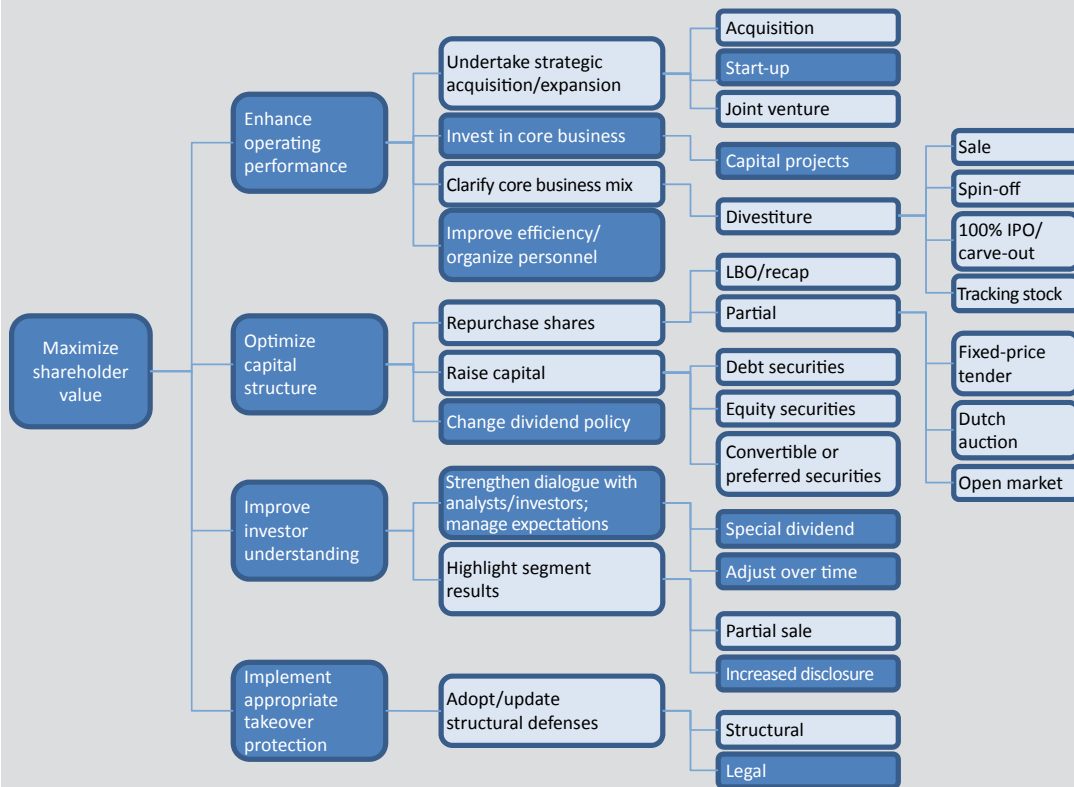 Maximize
shareholder
value
Enhance
operating
performance
Optimize
capital
structure
Improve
investor
understanding
Implement
appropriate
takeover
protection
Undertake strategic
acquisition/expansion
Invest in core business
Clarify core business mix
Improve efficiency/
organize personnel
Repurchase shares
Raise capital
Change dividend policy
Strengthen dialogue with
analysts/investors;
manage expectations
Highlight segment
results
Adopt/update
structural defenses
Acquisition
Start-up
Joint venture
Capital projects
Divestiture
LBO/recap
Partial
Debt securities
Equity securities
Convertible or
preferred securities
Special dividend
Adjust over time
Partial sale
Increased disclosure
Structural
Legal
Sale
Spin-off
100% IPO/
carve-out
Tracking stock
Fixed-price
tender
Dutch
auction
Open market